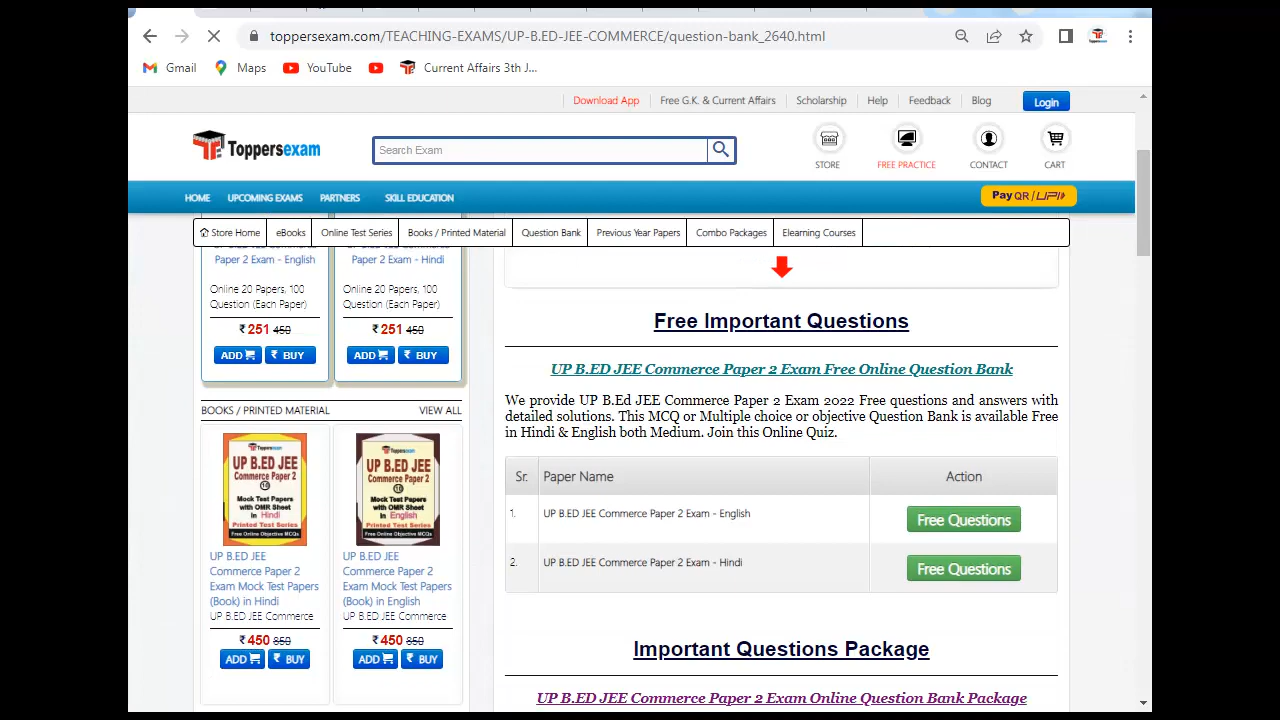 toppersexam.com/TEACHING-EXAMS/UP-B.ED-JEE-COMMERCE/question-bank_2640.html
Gmail Maps YouTube Current Affairs 3th J...
Download App Free G.K. & Current Affairs Scholarship Help Feedback Blog Login
Toppersexam
Search Exam
STORE FREE PRACTICE CONTACT CART
HOME UPCOMING EXAMS PARTNERS SKILL EDUCATION
Pay QR / UPI
Store Home eBooks Online Test Series Books / Printed Material Question Bank Previous Year Papers Combo Packages Elearning Courses
Paper 2 Exam - English
Online 20 Papers, 100
Question (Each Paper)
₹ 251 450
ADD ₹ BUY
Paper 2 Exam - Hindi
Online 20 Papers, 100
Question (Each Paper)
₹ 251 450
ADD ₹ BUY
BOOKS / PRINTED MATERIAL VIEW ALL
Toppersexam
UP B.ED JEE
Commerce Paper 2
10
Mock Test Papers
with OMR Sheet
in Hindi
Printed Test Series
Free Online Objective MCQs
UP B.ED JEE
Commerce Paper 2
Exam Mock Test Papers
(Book) in Hindi
UP B.ED JEE Commerce
₹ 450 850
ADD ₹ BUY
Toppersexam
UP B.ED JEE
Commerce Paper 2
10
Mock Test Papers
with OMR Sheet
in English
Printed Test Series
Free Online Objective MCQs
UP B.ED JEE
Commerce Paper 2
Exam Mock Test Papers
(Book) in English
UP B.ED JEE Commerce
₹ 450 850
ADD ₹ BUY
Free Important Questions
UP B.ED JEE Commerce Paper 2 Exam Free Online Question Bank
We provide UP B.Ed JEE Commerce Paper 2 Exam 2022 Free questions and answers with
detailed solutions. This MCQ or Multiple choice or objective Question Bank is available Free
in Hindi & English both Medium. Join this Online Quiz.
Sr. Paper Name Action
1. UP B.ED JEE Commerce Paper 2 Exam - English Free Questions
2. UP B.ED JEE Commerce Paper 2 Exam - Hindi Free Questions
Important Questions Package
UP B.ED JEE Commerce Paper 2 Exam Online Question Bank Package